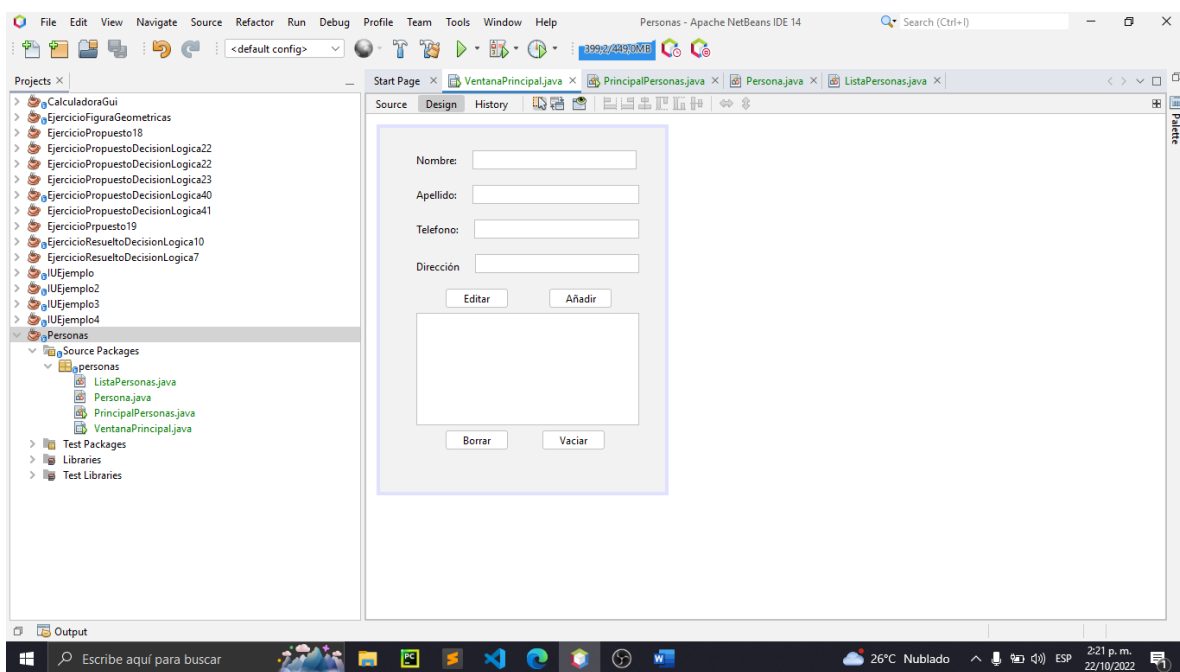 File Edit View Navigate Source Refactor Run Debug Profile Team Tools Window Help Personas - Apache NetBeans IDE 14 Search (Ctrl+I)
<default config> 399,2/449,0MB
Projects
Start Page VentanaPrincipal.java PrincipalPersonas.java Persona.java ListaPersonas.java
Source Design History
Palette
CalculadoraGui
EjercicioFiguraGeometricas
EjercicioPropuesto18
EjercicioPropuestoDecisionLogica22
EjercicioPropuestoDecisionLogica22
EjercicioPropuestoDecisionLogica23
EjercicioPropuestoDecisionLogica40
EjercicioPropuestoDecisionLogica41
EjercicioPrpuesto19
EjercicioResueltoDecisionLogica10
EjercicioResueltoDecisionLogica7
IUEjemplo
IUEjemplo2
IUEjemplo3
IUEjemplo4
Personas
Source Packages
personas
ListaPersonas.java
Persona.java
PrincipalPersonas.java
VentanaPrincipal.java
Test Packages
Libraries
Test Libraries
Nombre:
Apellido:
Telefono:
Dirección
Editar Añadir
Borrar Vaciar
Output
Escribe aquí para buscar
26°C Nublado
ESP
2:21 p. m.
22/10/2022